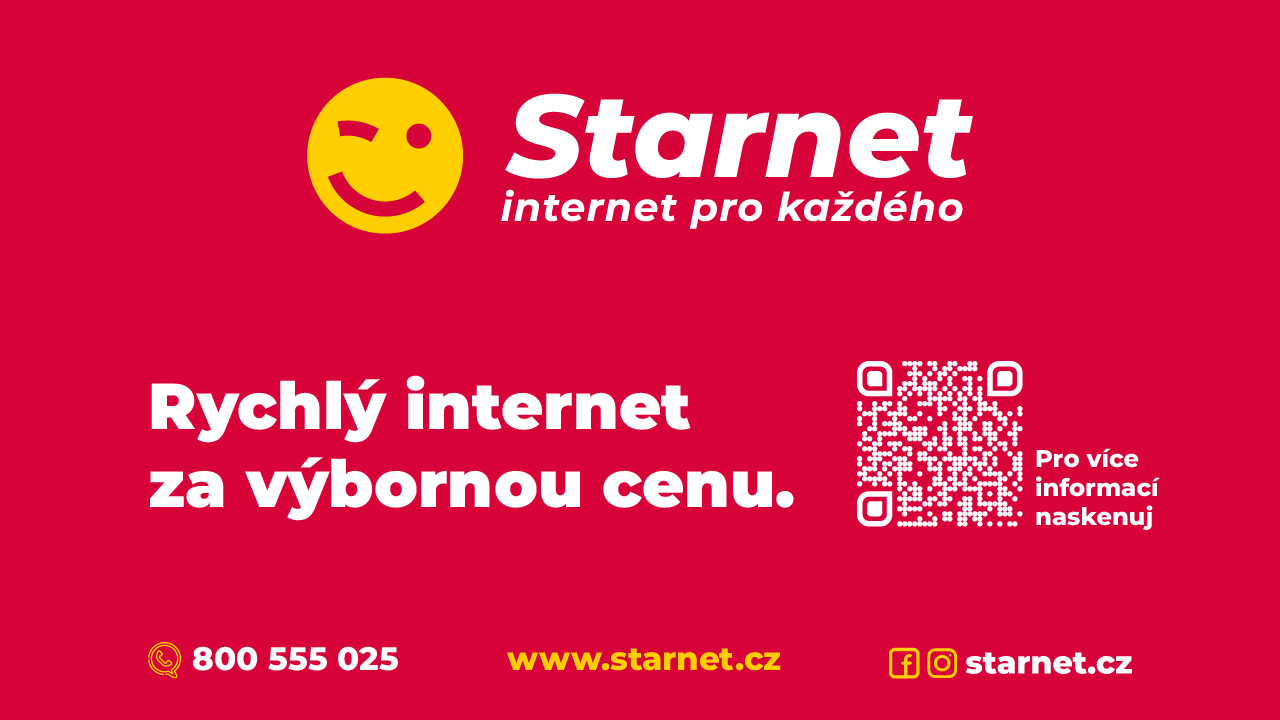 Starnet
internet pro každého
Rychlý internet
za výbornou cenu.
Pro více
informací
naskenuj
800 555 025
www.starnet.cz
starnet.cz